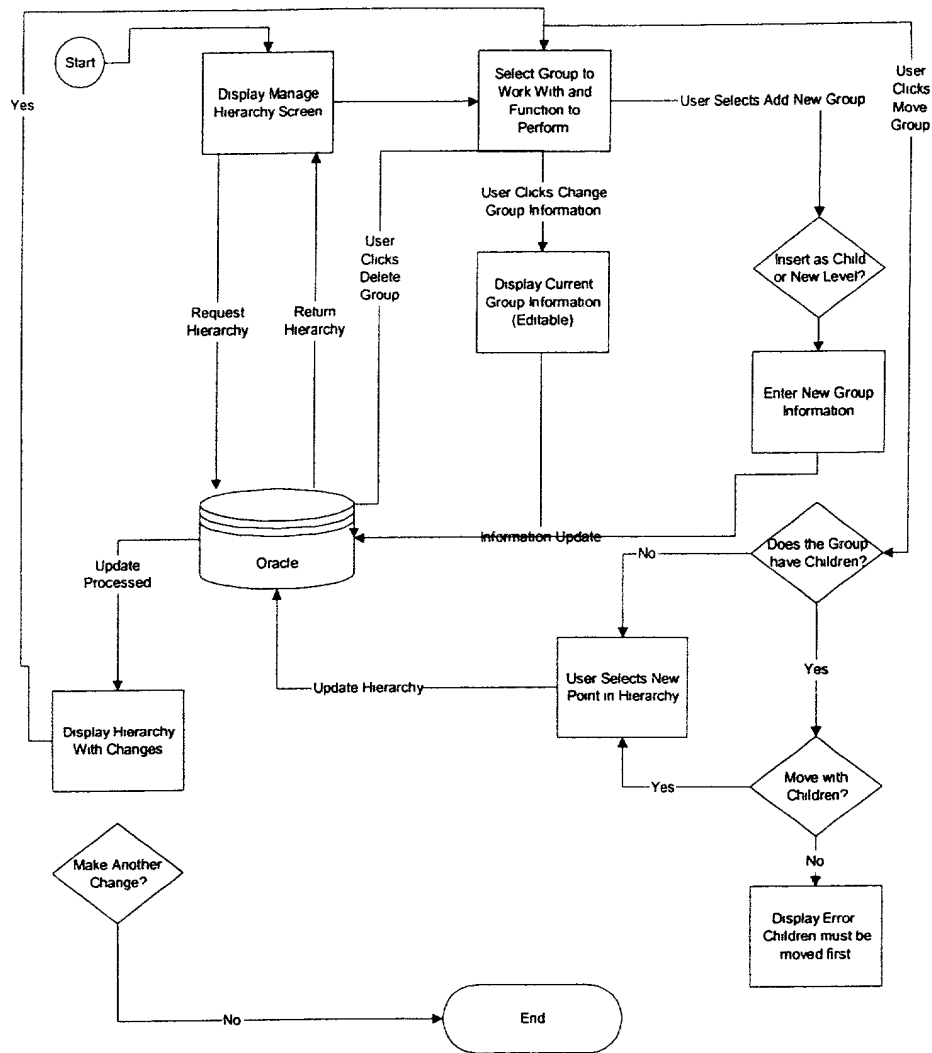 Start
Yes
Display Manage
Hierarchy Screen
Select Group to
Work With and
Function to
Perform
User Selects Add New Group
User
Clicks
Move
Group
User Clicks Change
Group Information
User
Clicks
Delete
Group
Insert as Child
or New Level?
Display Current
Group Information
(Editable)
Request
Hierarchy
Return
Hierarchy
Enter New Group
Information
Information Update
Oracle
Does the Group
have Children?
No
Update
Processed
Yes
User Selects New
Point in Hierarchy
Update Hierarchy
Display Hierarchy
With Changes
Move with
Children?
Yes
No
Make Another
Change?
Display Error
Children must be
moved first
No
End